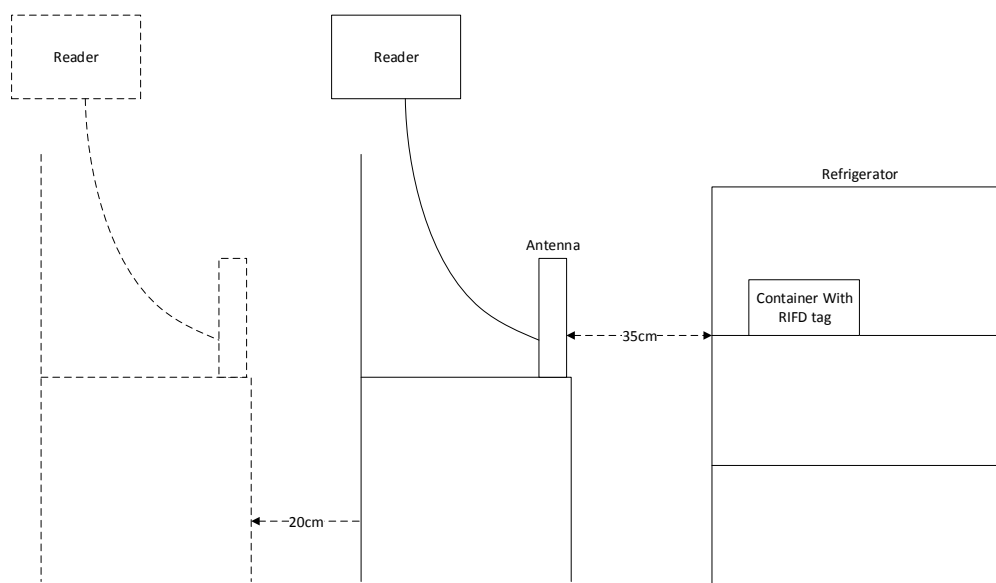 Reader
Reader
Refrigerator
Antenna
Container With
RIFD tag
35cm
20cm